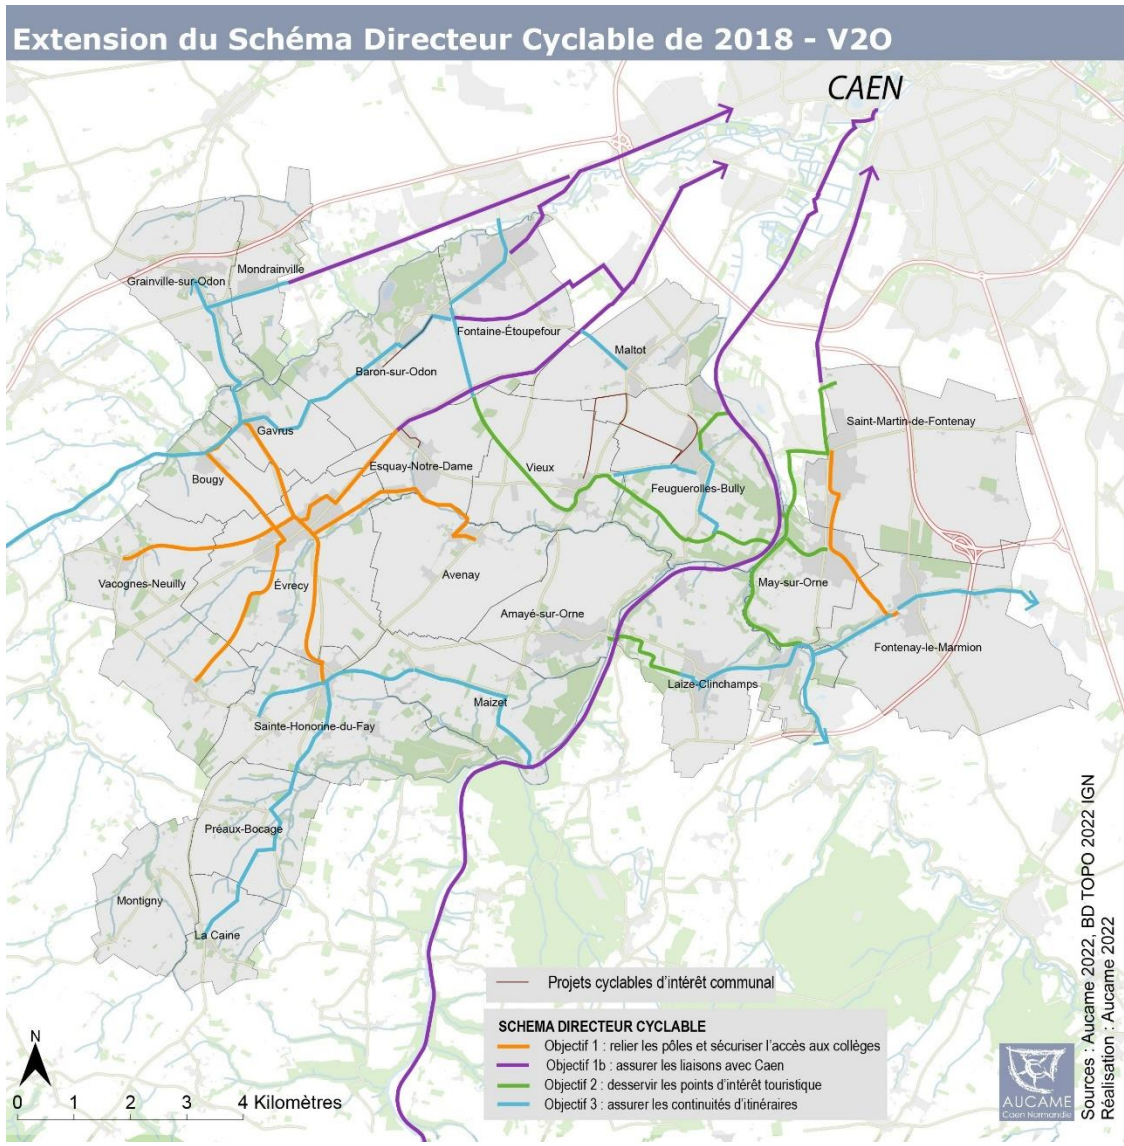 Extension du Schéma Directeur Cyclable de 2018 - V2O
CAEN
Mondrainville
Grainville-sur-Odon
Fontaine-Étoupefour
Maltot
Baron-sur-Odon
Saint-Martin-de-Fontenay
Gavrus
Esquay-Notre-Dame
Vieux
Bougy
Feuguerolles-Bully
Vacognes-Neuilly
Évrecy
Avenay
May-sur-Orne
Amayé-sur-Orne
Fontenay-le-Marmion
Laize-Clinchamps
Maizet
Sainte-Honorine-du-Fay
Préaux-Bocage
Montigny
La Caine
Projets cyclables d'intérêt communal
SCHEMA DIRECTEUR CYCLABLE
Objectif 1 : relier les pôles et sécuriser l'accès aux collèges
Objectif 1b : assurer les liaisons avec Caen
Objectif 2 : desservir les points d'intérêt touristique
Objectif 3 : assurer les continuités d'itinéraires
N
0 1 2 3 4 Kilomètres
AUCAME
Caen Normandie
Sources : Aucame 2022, BD TOPO 2022 IGN
Réalisation : Aucame 2022